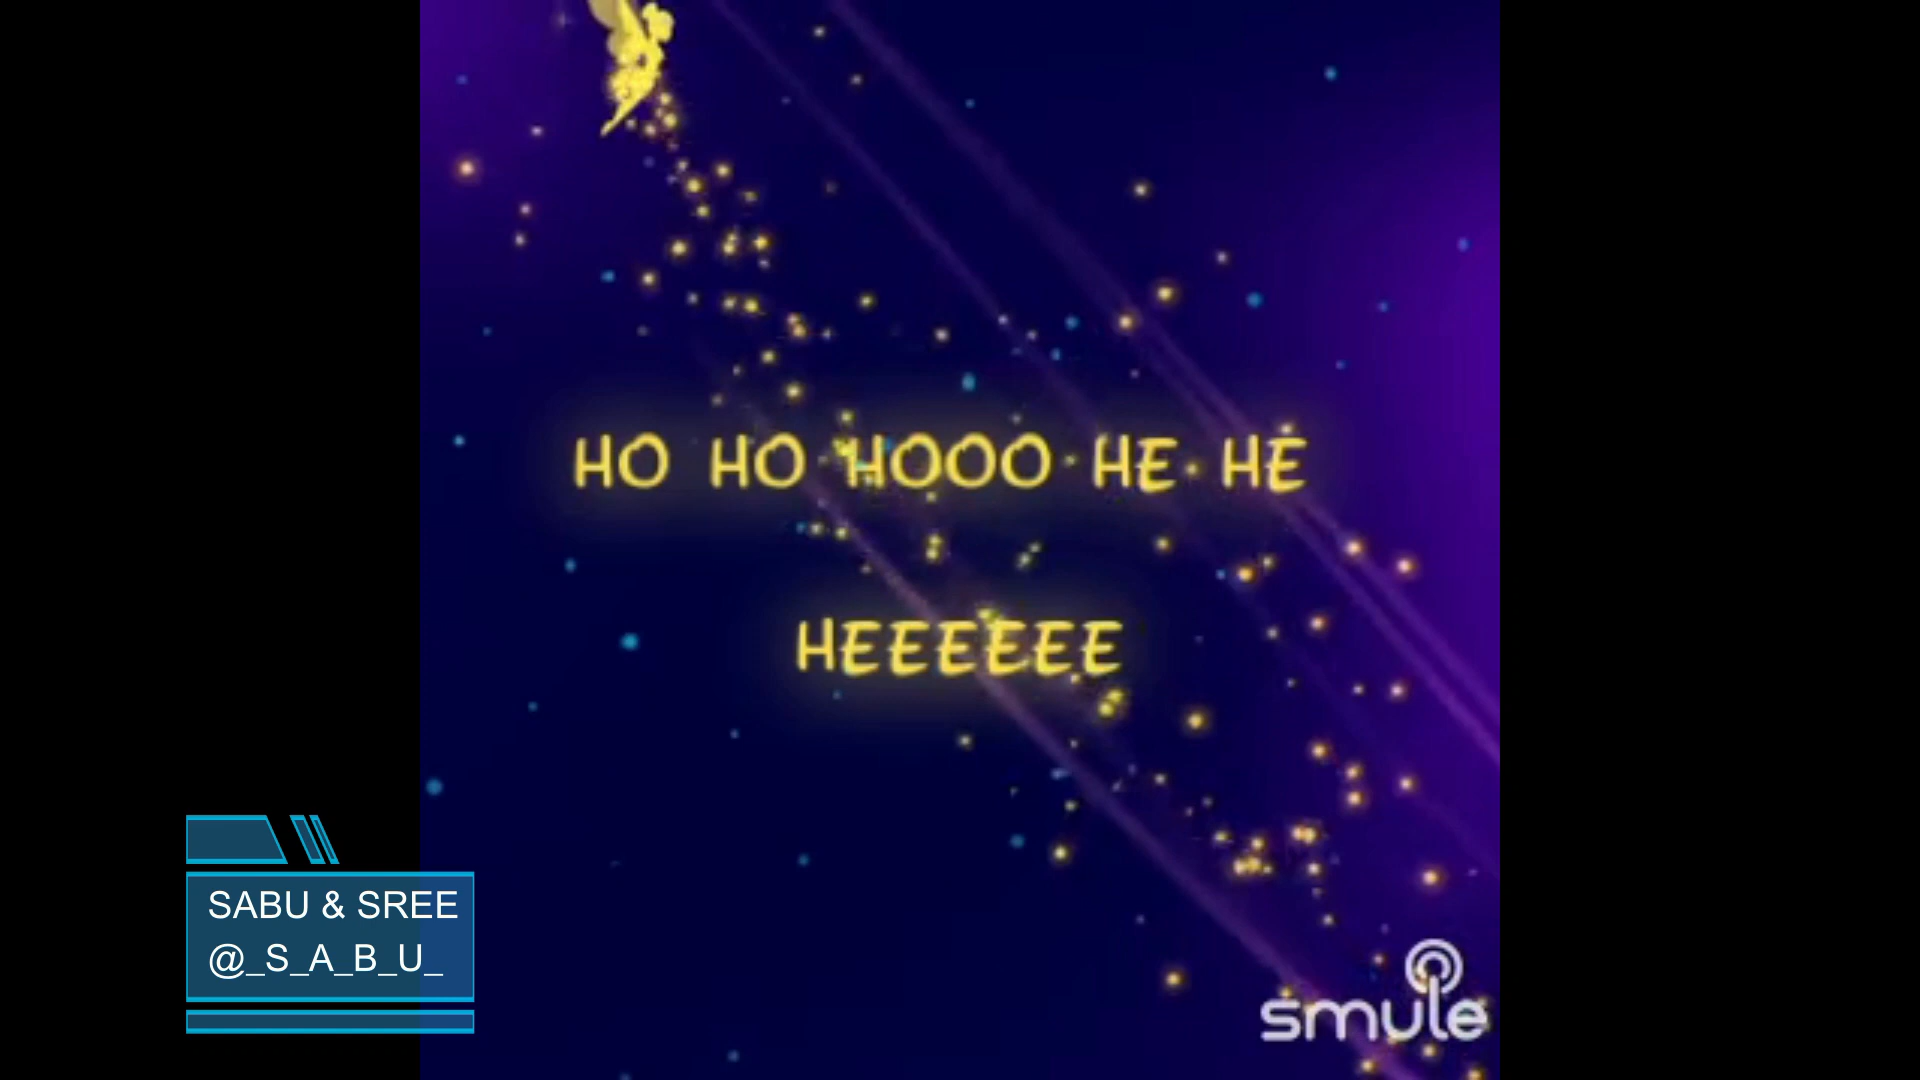 HO HO HOOO HE HE
HEEEEEE
SABU & SREE
@_S_A_B_U_
smule